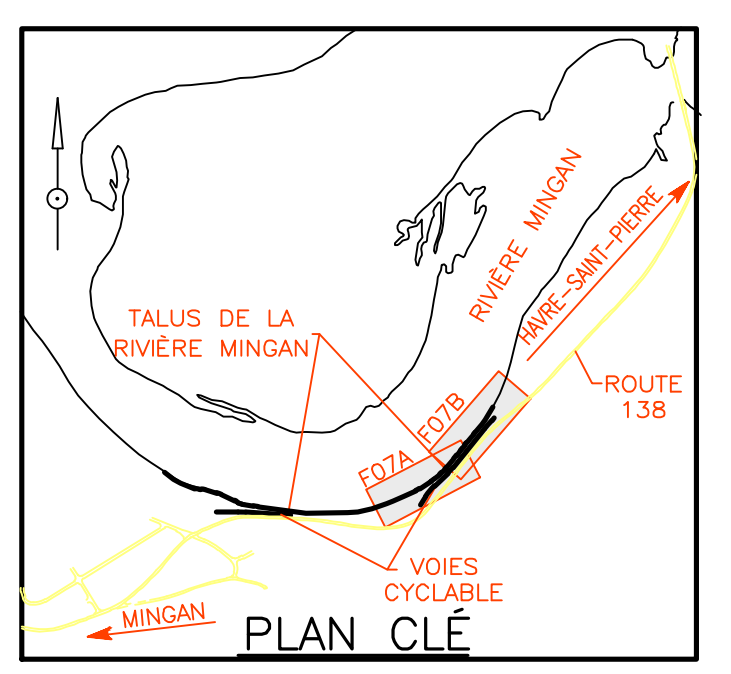 RIVIÈRE MINGAN
HAVRE-SAINT-PIERRE
TALUS DE LA
RIVIÈRE MINGAN
ROUTE
138
F07B
F07A
VOIES
CYCLABLE
MINGAN
PLAN CLÉ